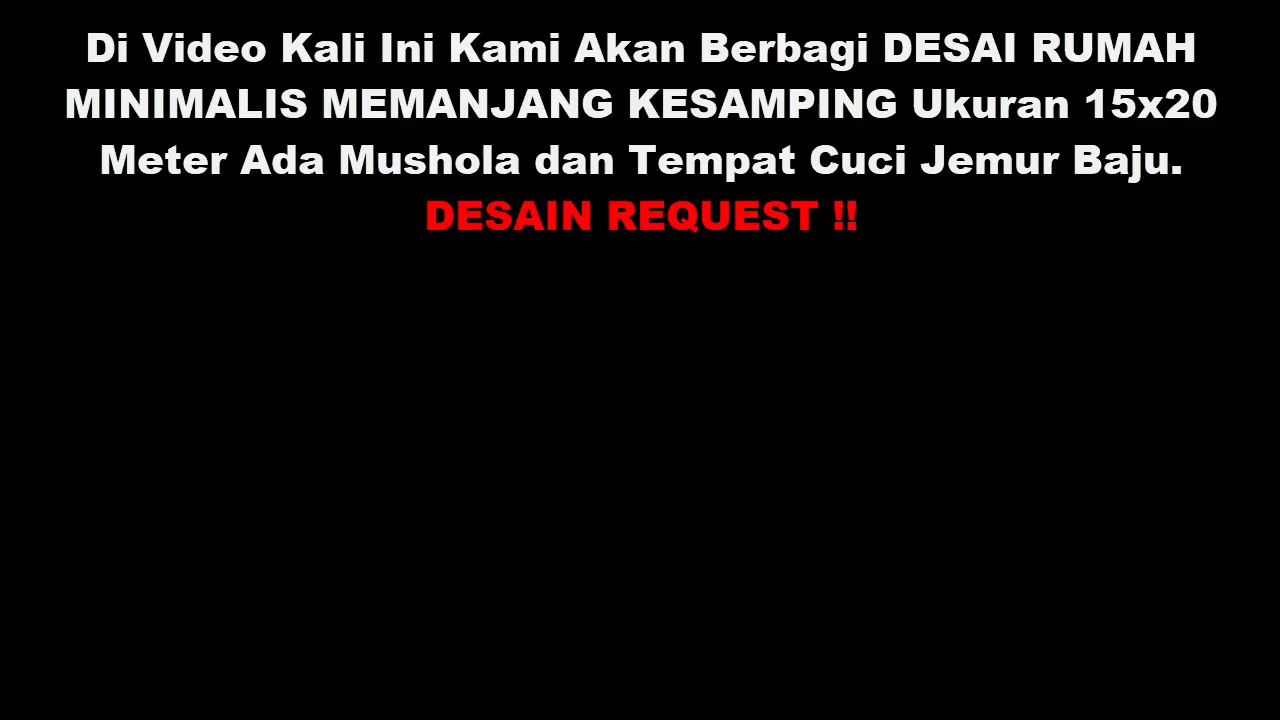 Di Video Kali Ini Kami Akan Berbagi DESAI RUMAH
MINIMALIS MEMANJANG KESAMPING Ukuran 15x20
Meter Ada Mushola dan Tempat Cuci Jemur Baju.
DESAIN REQUEST !!